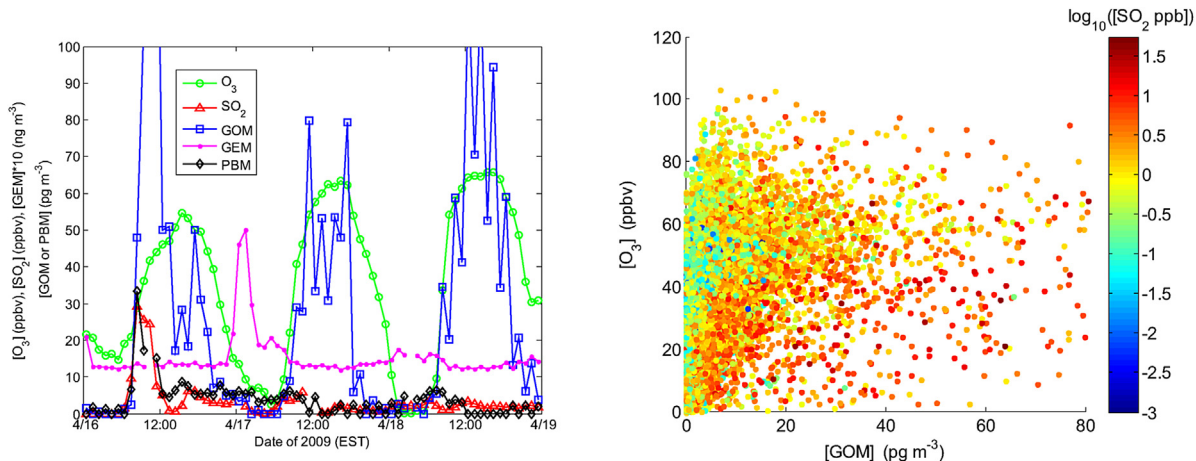 [O3] (ppbv), [SO2] (ppbv), [GEM]*10 (ng m-3)
[GOM or PBM] (pg m-3)
100
90
80
70
60
50
40
30
20
10
0
O3
SO2
GOM
GEM
PBM
4/16 12:00 4/17 12:00 4/18 12:00 4/19
Date of 2009 (EST)
[O3] (ppbv)
120
100
80
60
40
20
0
0 20 40 60 80
[GOM] (pg m-3)
log10([SO2 ppb])
1.5
1
0.5
0
-0.5
-1
-1.5
-2
-2.5
-3